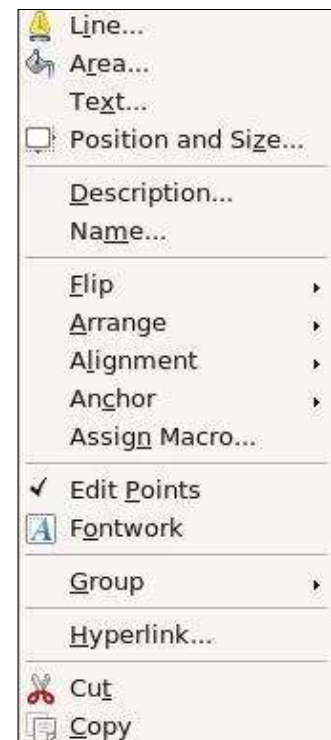 Line...
Area...
Text...
Position and Size...
Description...
Name...
Flip
Arrange
Alignment
Anchor
Assign Macro...
Edit Points
A Fontwork
Group
Hyperlink...
Cut
Copy